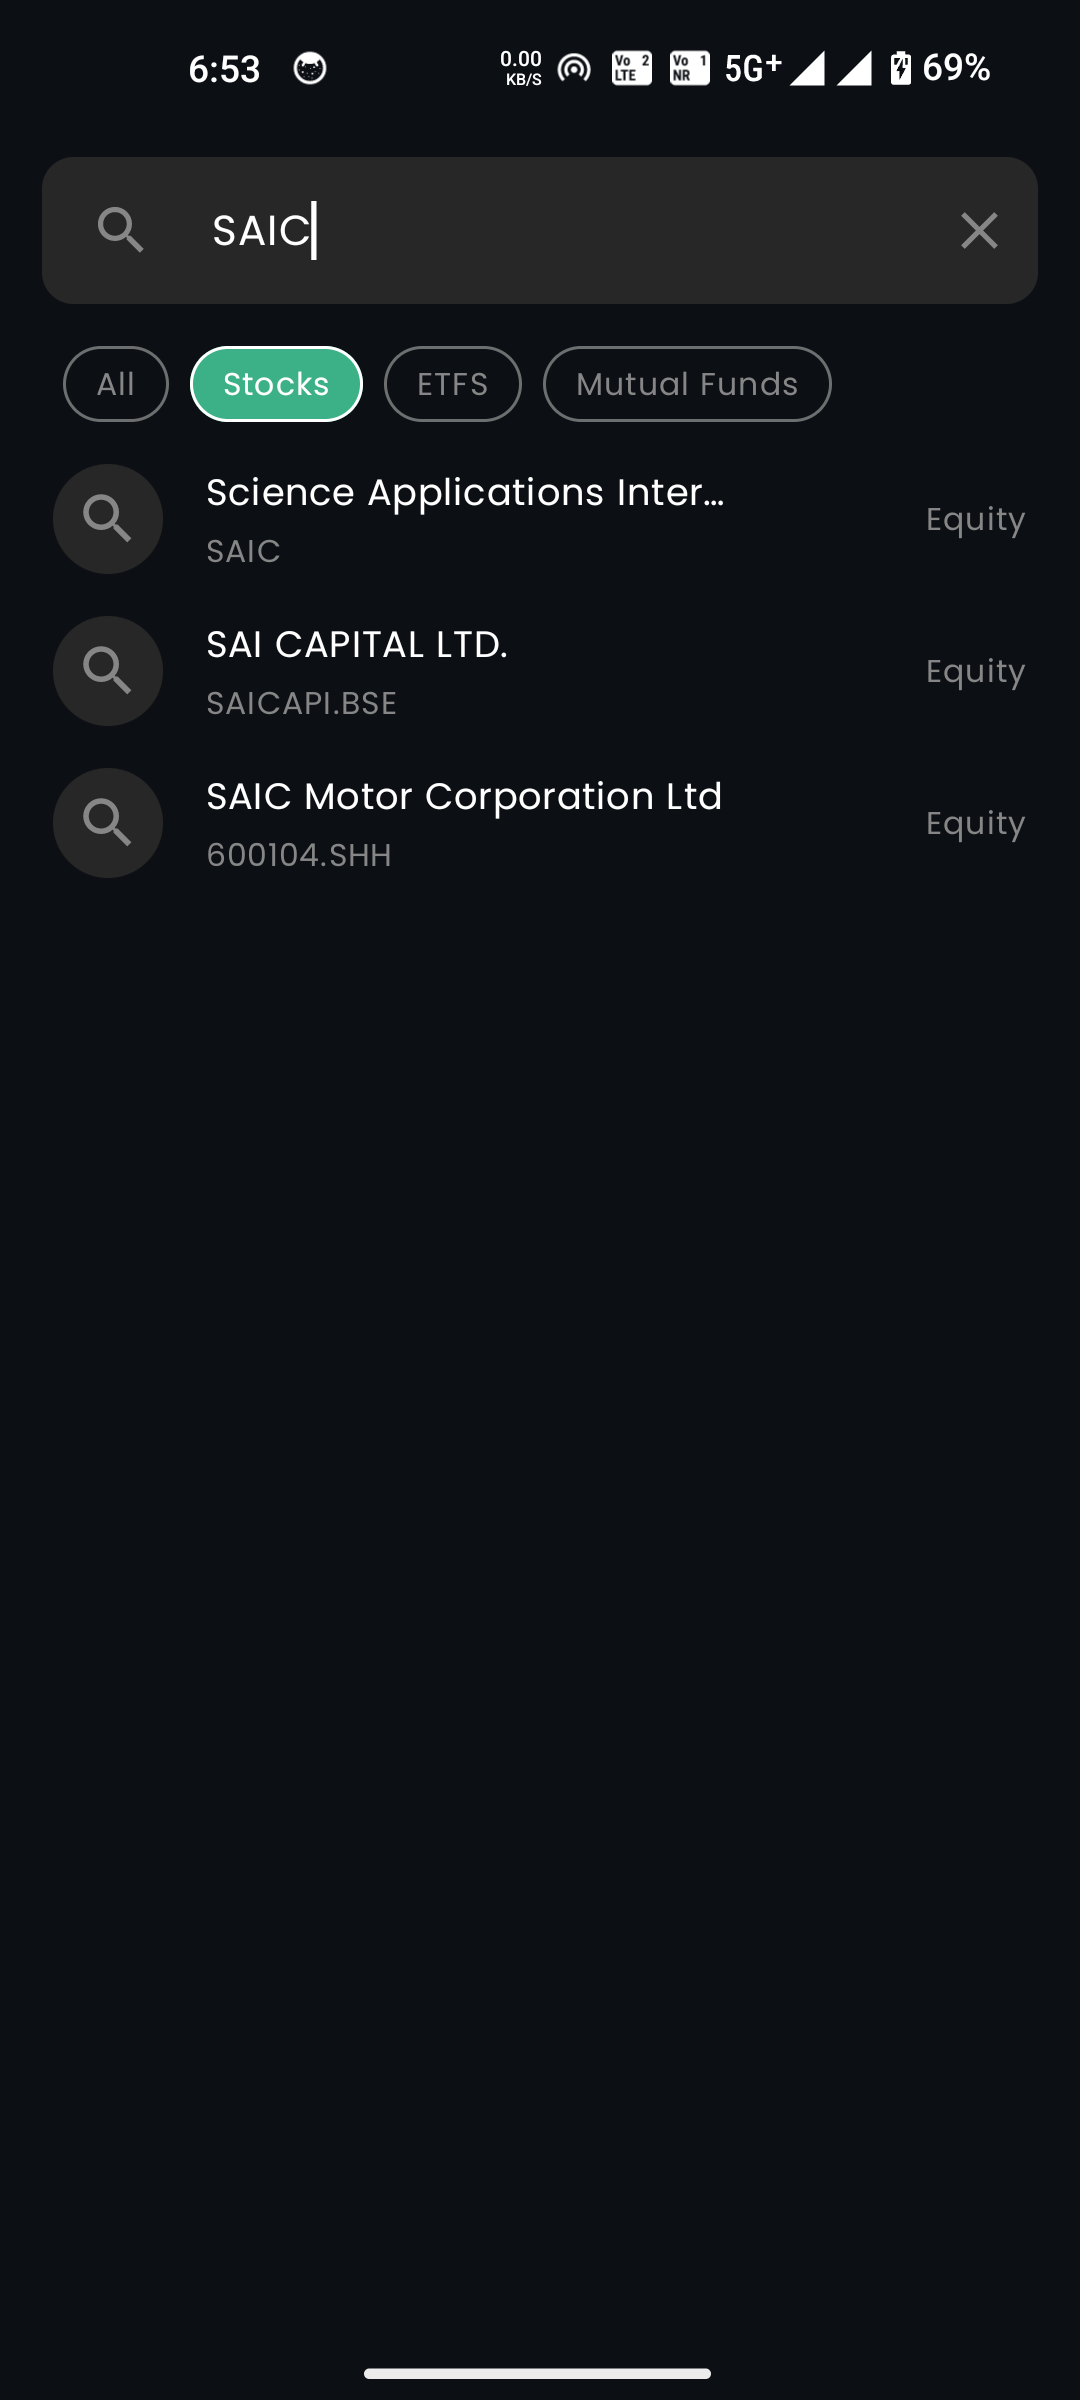 6:53
0.00
KB/S
Vo 2
LTE
Vo 1
NR
5G+
69%
SAIC
All
Stocks
ETFS
Mutual Funds
Science Applications Inter...
SAIC
Equity
SAI CAPITAL LTD.
SAICAPI.BSE
Equity
SAIC Motor Corporation Ltd
600104.SHH
Equity